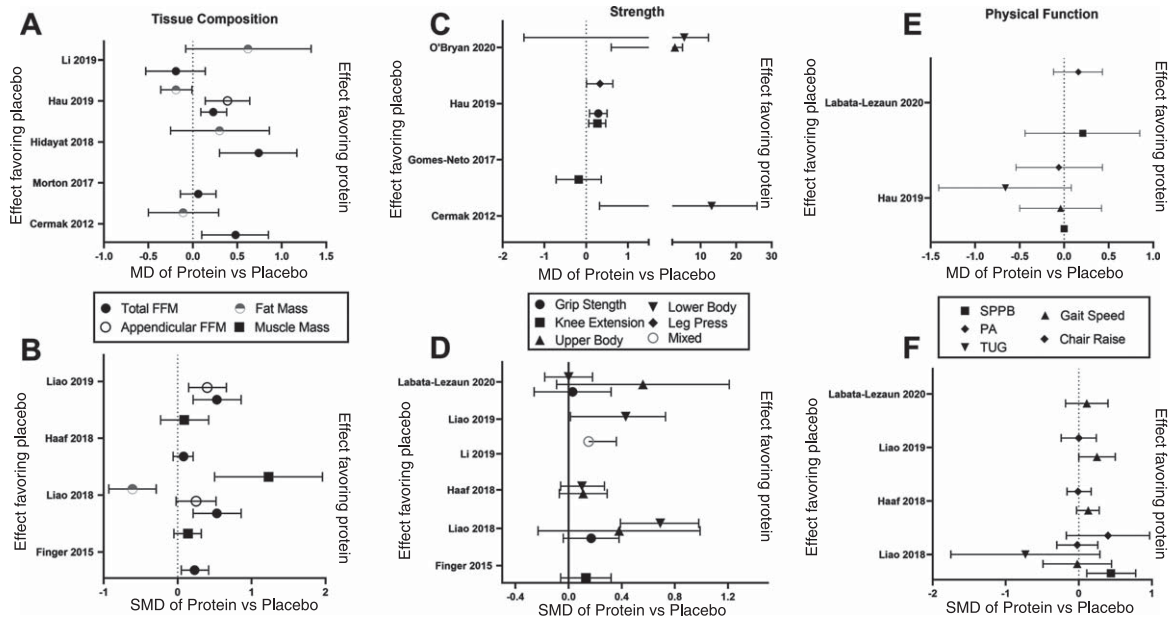 A
Tissue Composition
Effect favoring placebo
Effect favoring protein
Li 2019
Hau 2019
Hidayat 2018
Morton 2017
Cermak 2012
-1.0
-0.5
0.0
0.5
1.0
1.5
MD of Protein vs Placebo
Total FFM
Fat Mass
Appendicular FFM
Muscle Mass
B
Effect favoring placebo
Effect favoring protein
Liao 2019
Haaf 2018
Liao 2018
Finger 2015
-1
0
1
2
SMD of Protein vs Placebo
C
Strength
Effect favoring placebo
Effect favoring protein
O'Bryan 2020
Hau 2019
Gomes-Neto 2017
Cermak 2012
-2
-1
0
1
10
20
30
MD of Protein vs Placebo
Grip Stength
Lower Body
Knee Extension
Leg Press
Upper Body
Mixed
D
Effect favoring placebo
Effect favoring protein
Labata-Lezaun 2020
Liao 2019
Li 2019
Haaf 2018
Liao 2018
Finger 2015
-0.4
0.0
0.4
0.8
1.2
SMD of Protein vs Placebo
E
Physical Function
Effect favoring placebo
Effect favoring protein
Labata-Lezaun 2020
Hau 2019
-1.5
-1.0
-0.5
0.0
0.5
1.0
MD of Protein vs Placebo
SPPB
Gait Speed
PA
Chair Raise
TUG
F
Effect favoring placebo
Effect favoring protein
Labata-Lezaun 2020
Liao 2019
Haaf 2018
Liao 2018
-2
-1
0
1
SMD of Protein vs Placebo